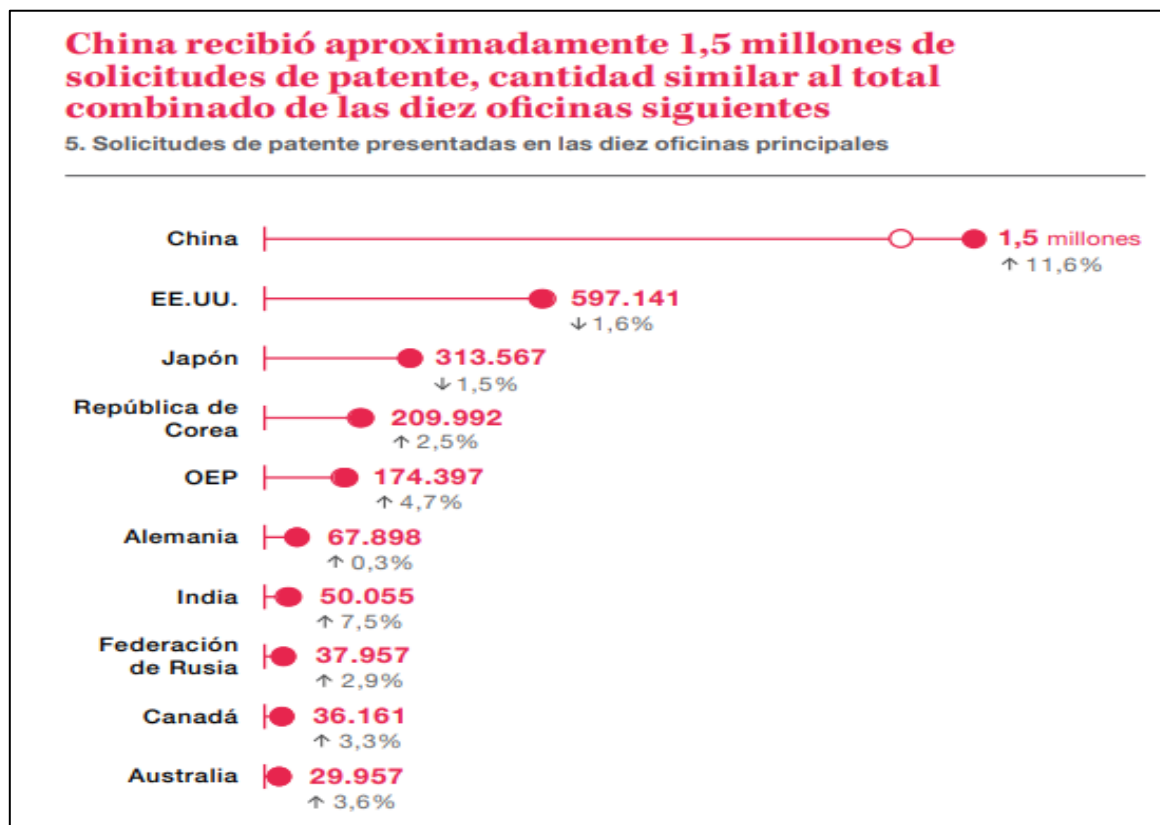 China recibió aproximadamente 1,5 millones de
solicitudes de patente, cantidad similar al total
combinado de las diez oficinas siguientes
5. Solicitudes de patente presentadas en las diez oficinas principales
China
1,5 millones
↑ 11,6%
EE.UU.
597.141
↓ 1,6%
Japón
313.567
↓ 1,5%
República de
Corea
209.992
↑ 2,5%
OEP
174.397
↑ 4,7%
Alemania
67.898
↑ 0,3%
India
50.055
↑ 7,5%
Federación
de Rusia
37.957
↑ 2,9%
Canadá
36.161
↑ 3,3%
Australia
29.957
↑ 3,6%